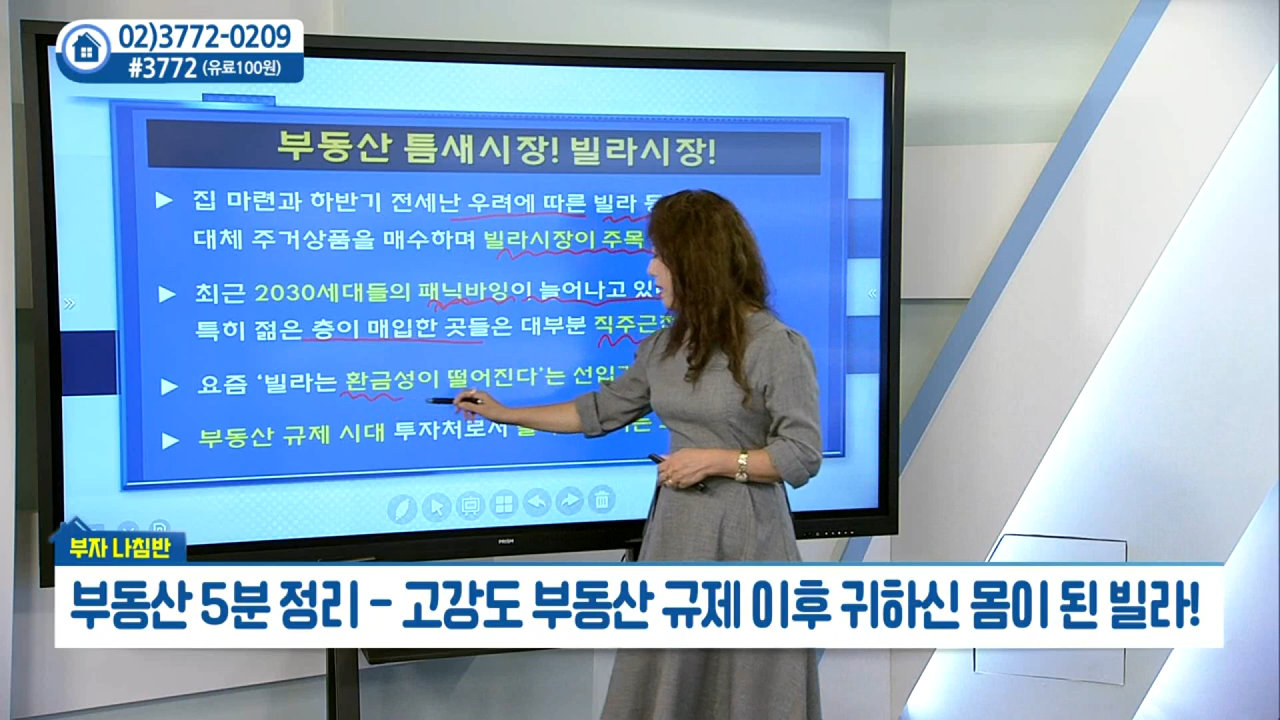 02)3772-0209
#3772 (유료100원)
부동산 틈새시장! 빌라시장!
▶ 집 마련과 하반기 전세난 우려에 따른 빌라
대체 주거상품을 매수하며 빌라시장이 주목
▶ 최근 2030세대들의 패닉바잉이 늘어나고
특히 젊은 층이 매입한 곳들은 대부분
▶ 요즘 ‘빌라는 환금성이 떨어진다’는
▶ 부동산 규제 시대 투자처로서
PRISM
부자 나침반
부동산 5분 정리 - 고강도 부동산 규제 이후 귀하신 몸이 된 빌라!